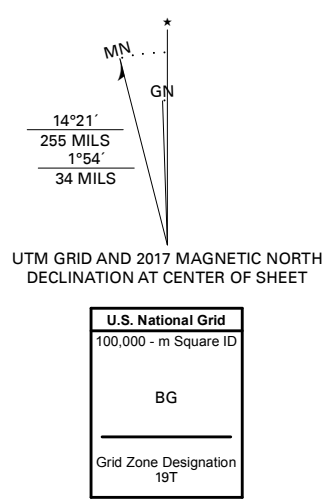 ★
MN
GN
14°21´
255 MILS
1°54´
34 MILS
UTM GRID AND 2017 MAGNETIC NORTH
DECLINATION AT CENTER OF SHEET
U.S. National Grid
100,000 - m Square ID
BG
Grid Zone Designation
19T